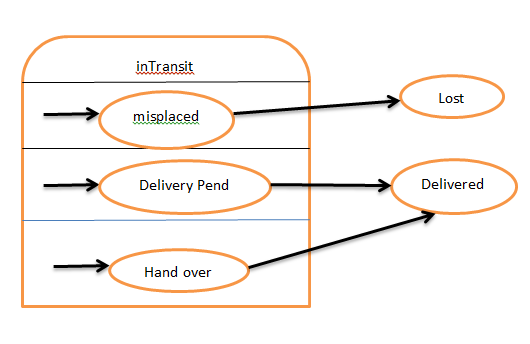 inTransit
misplaced
Lost
Delivery Pend
Delivered
Hand over